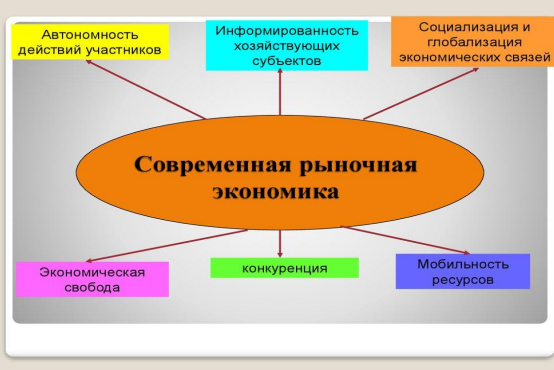 Автономность
действий участников
Информированность
хозяйствующих
субъектов
Социализация и
глобализация
экономических связей
Современная рыночная
экономика
Экономическая
свобода
конкуренция
Мобильность
ресурсов